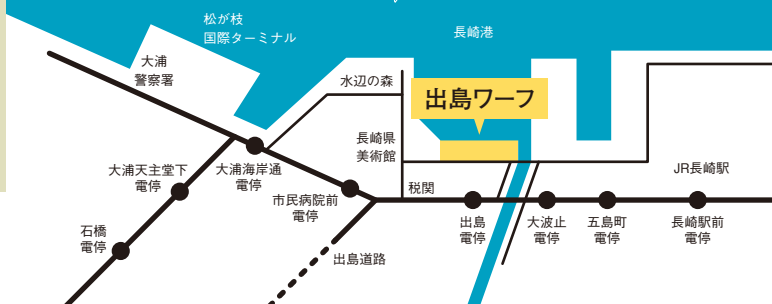 松が枝
国際ターミナル
長崎港
大浦
警察署
水辺の森
出島ワーフ
長崎県
美術館
大浦天主堂下
電停
大浦海岸通
電停
市民病院前
電停
税関
JR長崎駅
石橋
電停
出島
電停
大波止
電停
五島町
電停
長崎駅前
電停
出島道路